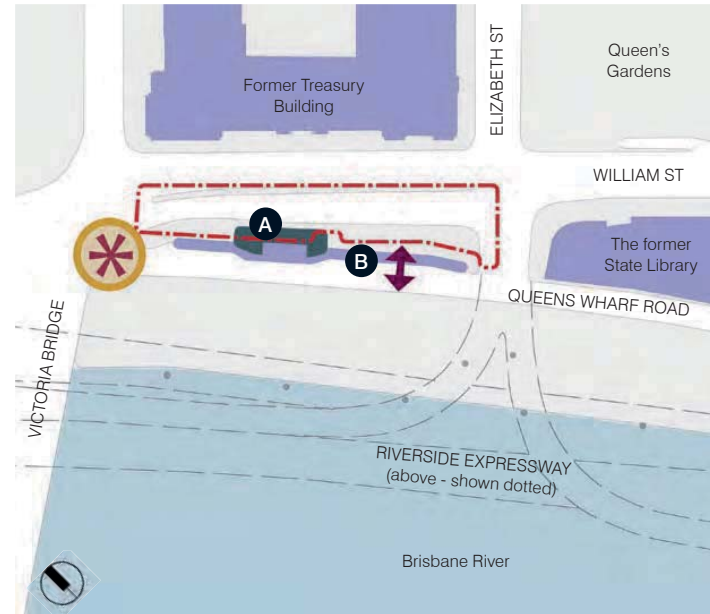 Former Treasury
Building
ELIZABETH ST
Queen's
Gardens
WILLIAM ST
A
B
The former
State Library
QUEENS WHARF ROAD
VICTORIA BRIDGE
RIVERSIDE EXPRESSWAY
(above - shown dotted)
Brisbane River